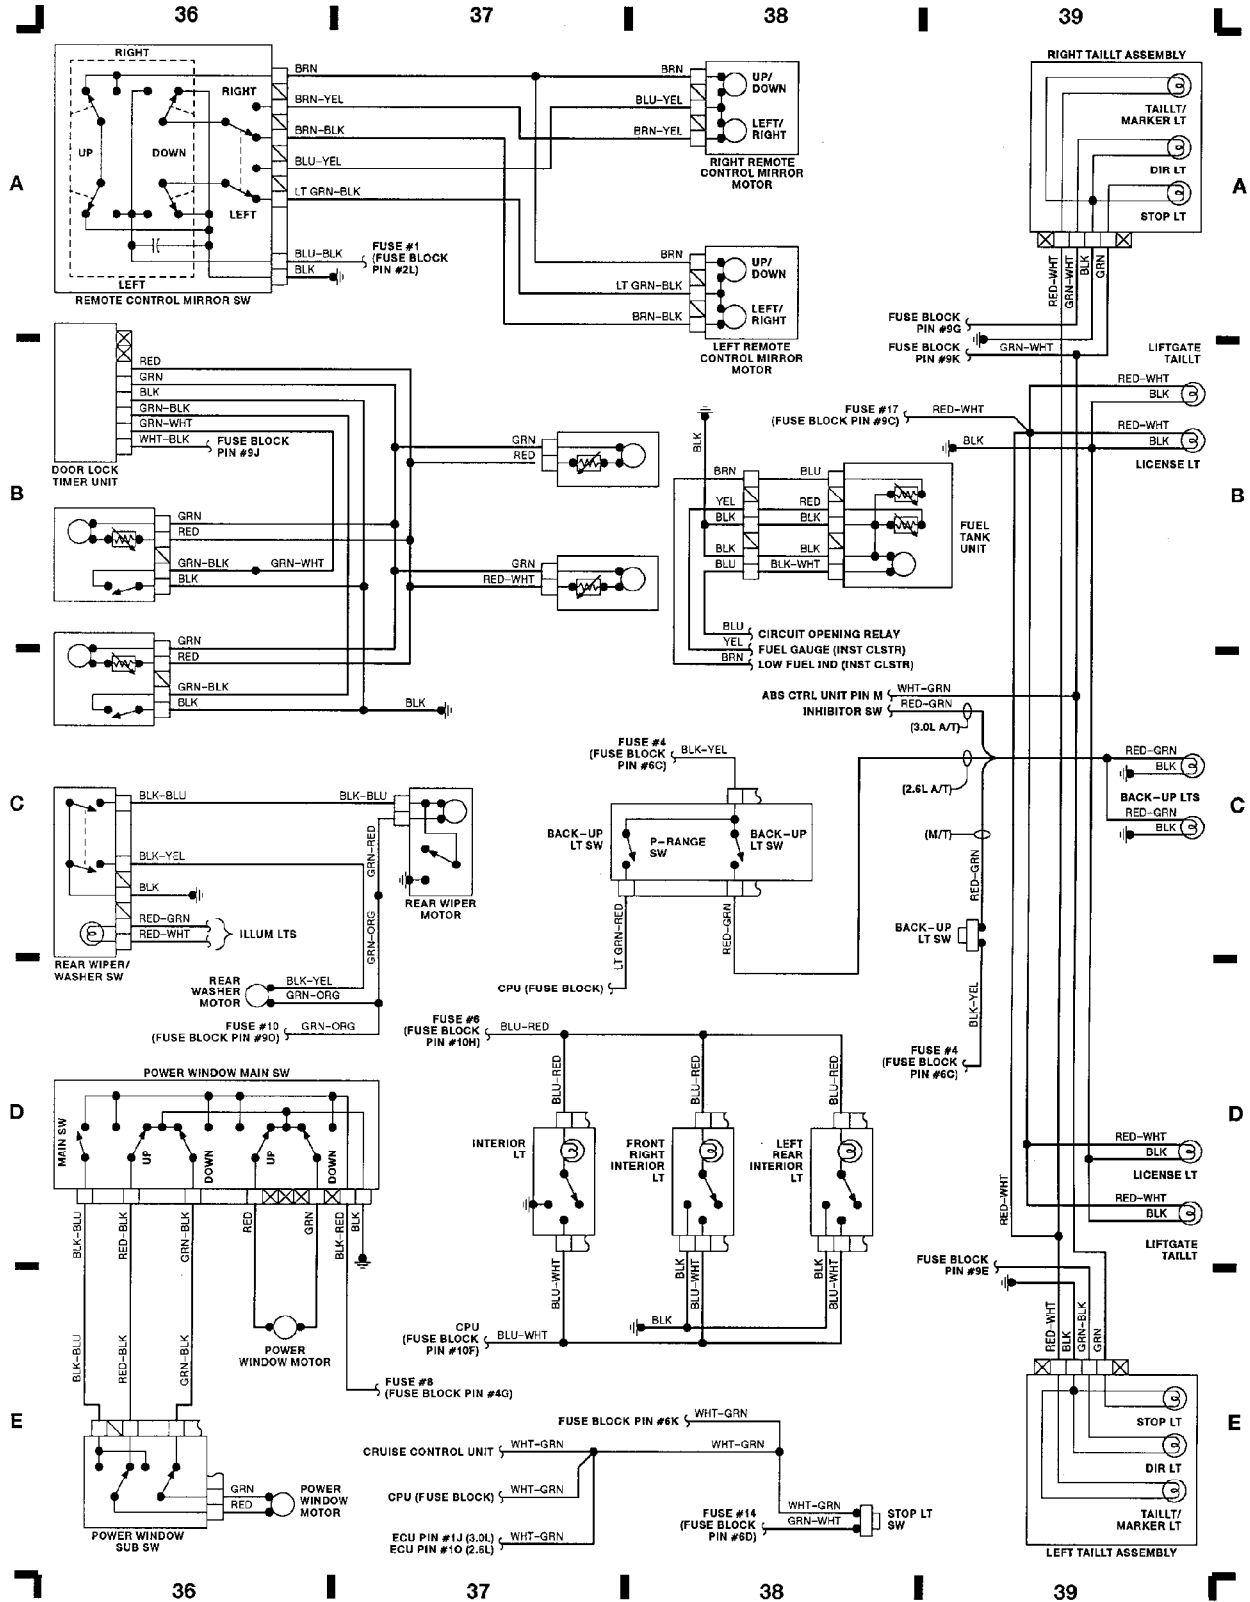 36 37 38 39
RIGHT
RIGHT
UP
DOWN
LEFT
LEFT
REMOTE CONTROL MIRROR SW
BRN
BRN-YEL
BRN-BLK
BLU-YEL
LT GRN-BLK
BLU-BLK
BLK
FUSE #1
(FUSE BLOCK
PIN #2L)
BRN
BLU-YEL
BRN-YEL
UP/
DOWN
LEFT/
RIGHT
RIGHT REMOTE
CONTROL MIRROR
MOTOR
BRN
LT GRN-BLK
BRN-BLK
UP/
DOWN
LEFT/
RIGHT
LEFT REMOTE
CONTROL MIRROR
MOTOR
RIGHT TAILLT ASSEMBLY
TAILLT/
MARKER LT
DIR LT
STOP LT
RED-WHT
GRN-WHT
BLK
GRN
A
A
FUSE BLOCK
PIN #9G
FUSE BLOCK
PIN #9K
GRN-WHT
LIFTGATE
TAILLT
RED-WHT
BLK
RED-WHT
BLK
LICENSE LT
FUSE #17
(FUSE BLOCK PIN #9C)
RED-WHT
BLK
RED
GRN
BLK
GRN-BLK
GRN-WHT
WHT-BLK
FUSE BLOCK
PIN #9J
DOOR LOCK
TIMER UNIT
GRN
RED
GRN
RED-WHT
GRN
RED
GRN-BLK
GRN-WHT
BLK
GRN
RED
GRN-BLK
BLK
BLK
B
B
BLK
BRN
YEL
BLK
BLK
BLU
BLU
RED
BLK
BLK
BLK-WHT
FUEL
TANK
UNIT
BLU
YEL
BRN
CIRCUIT OPENING RELAY
FUEL GAUGE (INST CLSTR)
LOW FUEL IND (INST CLSTR)
ABS CTRL UNIT PIN M
WHT-GRN
INHIBITOR SW
RED-GRN
(3.0L A/T)
(2.6L A/T)
(M/T)
RED-GRN
BLK
BACK-UP LTS
RED-GRN
BLK
C
C
FUSE #4
(FUSE BLOCK
PIN #6C)
BLK-YEL
BACK-UP
LT SW
P-RANGE
SW
BACK-UP
LT SW
LT GRN-RED
RED-GRN
CPU (FUSE BLOCK)
RED-GRN
BACK-UP
LT SW
BLK-YEL
FUSE #4
(FUSE BLOCK
PIN #6C)
BLK-BLU
BLK-YEL
BLK
RED-GRN
RED-WHT
ILLUM LTS
BLK-BLU
GRN-RED
GRN-ORG
REAR WIPER
MOTOR
REAR WIPER/
WASHER SW
REAR
WASHER
MOTOR
BLK-YEL
GRN-ORG
FUSE #10
(FUSE BLOCK PIN #9O)
GRN-ORG
FUSE #6
(FUSE BLOCK
PIN #10H)
BLU-RED
BLU-RED
BLU-RED
BLU-RED
INTERIOR
LT
FRONT
RIGHT
INTERIOR
LT
LEFT
REAR
INTERIOR
LT
BLU-WHT
BLK
BLU-WHT
BLK
BLU-WHT
BLK
CPU
(FUSE BLOCK
PIN #10F)
BLU-WHT
D
D
POWER WINDOW MAIN SW
MAIN SW
UP
DOWN
UP
DOWN
BLK-BLU
RED-BLK
GRN-BLK
RED
GRN
BLK-RED
BLK
POWER
WINDOW MOTOR
FUSE #8
(FUSE BLOCK PIN #4G)
BLK-BLU
RED-BLK
GRN-BLK
GRN
RED
POWER
WINDOW
MOTOR
POWER WINDOW
SUB SW
E
E
FUSE BLOCK PIN #6K
WHT-GRN
CRUISE CONTROL UNIT
WHT-GRN
WHT-GRN
CPU (FUSE BLOCK)
WHT-GRN
ECU PIN #1J (3.0L)
ECU PIN #1O (2.6L)
WHT-GRN
FUSE #14
(FUSE BLOCK
PIN #6D)
WHT-GRN
GRN-WHT
STOP LT
SW
RED-WHT
RED-WHT
BLK
LICENSE LT
RED-WHT
BLK
LIFTGATE
TAILLT
FUSE BLOCK
PIN #9E
RED-WHT
BLK
GRN-BLK
GRN
STOP LT
DIR LT
TAILLT/
MARKER LT
LEFT TAILLT ASSEMBLY
36 37 38 39